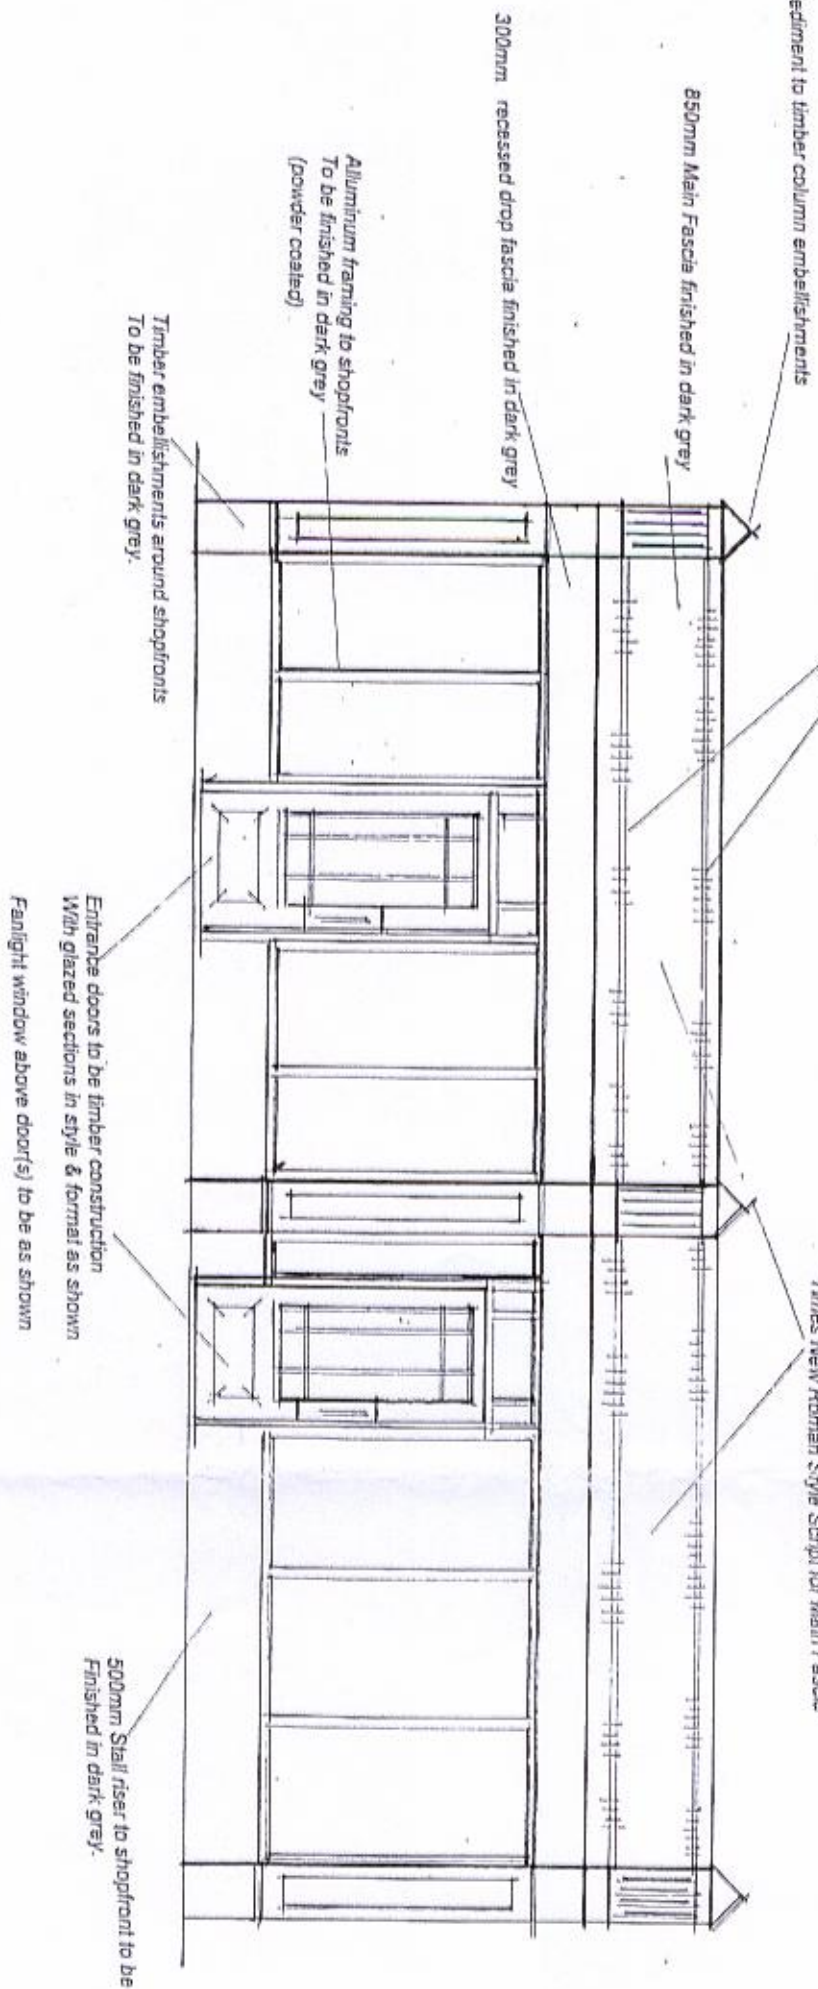 ediment to timber column embellishments
850mm Main Fascia finished in dark grey
300mm recessed drop fascia finished in dark grey
Alluminum framing to shopfronts
To be finished in dark grey
(powder coated)
Timber embellishments around shopfronts
To be finished in dark grey.
Times New Roman Style Script for Main Fascia
Entrance doors to be timber construction
With glazed sections in style & format as shown
Fanlight window above door(s) to be as shown
500mm Stall riser to shopfront to be
Finished in dark grey.